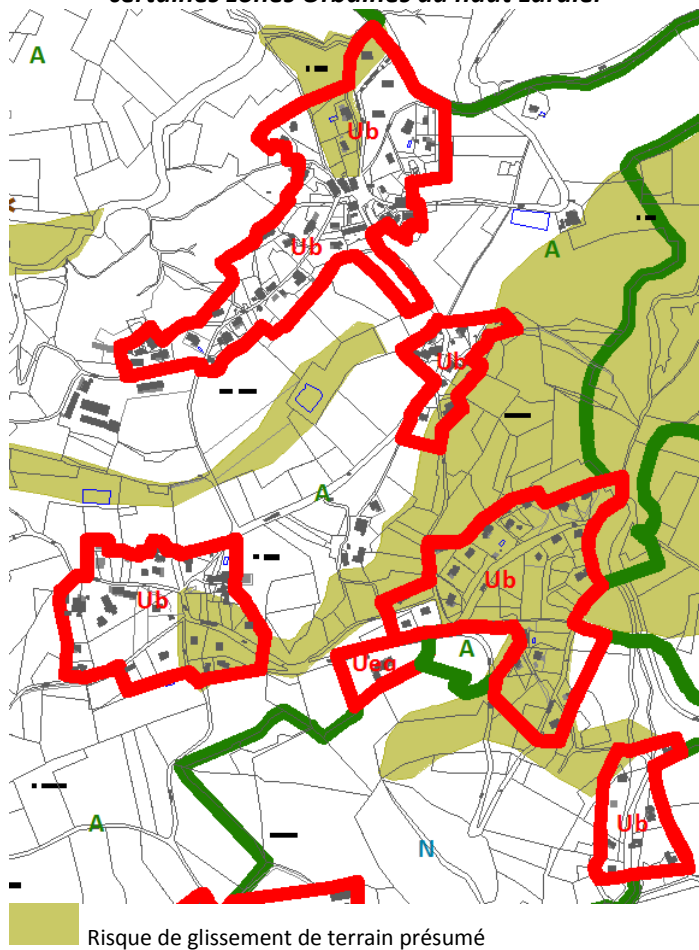 certaines zones Urbaines du haut Lardier
A
Ub
Ub
A
Ub
A
Ub
Ub
A
Uea
Ub
A
N
Risque de glissement de terrain présumé